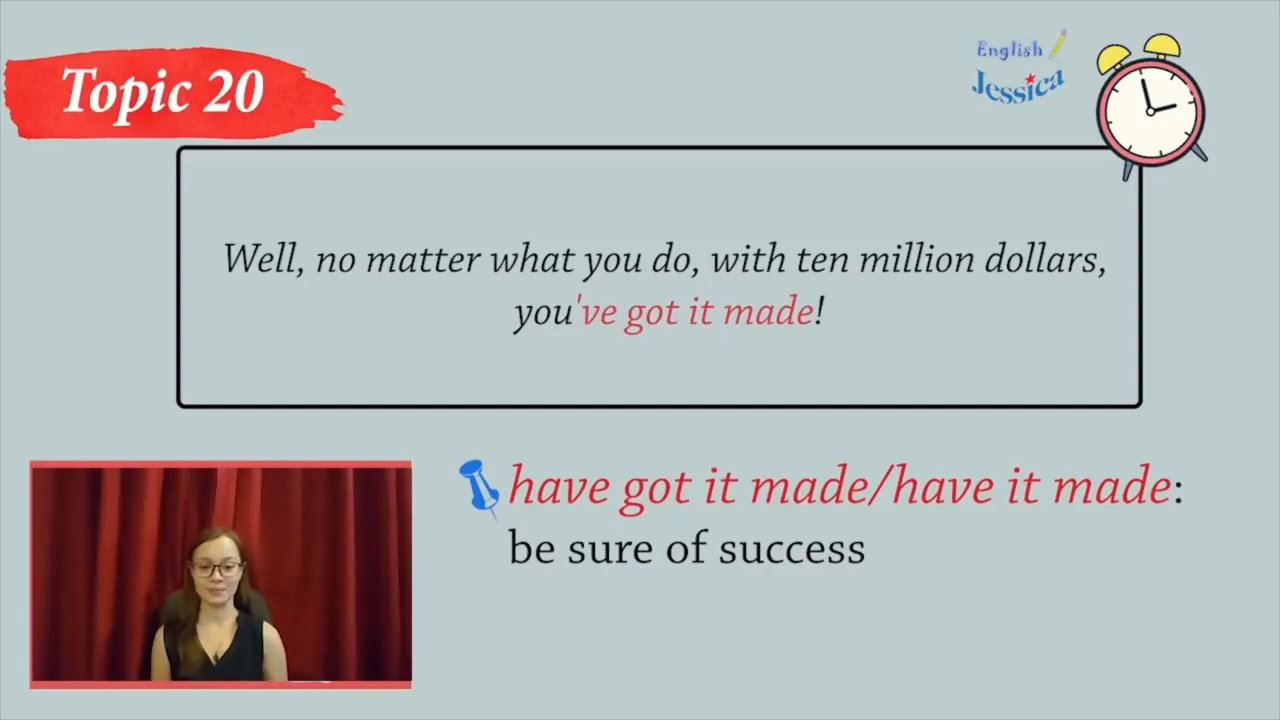 Topic 20
English
Jessica
Well, no matter what you do, with ten million dollars,
you've got it made!
have got it made/have it made:
be sure of success